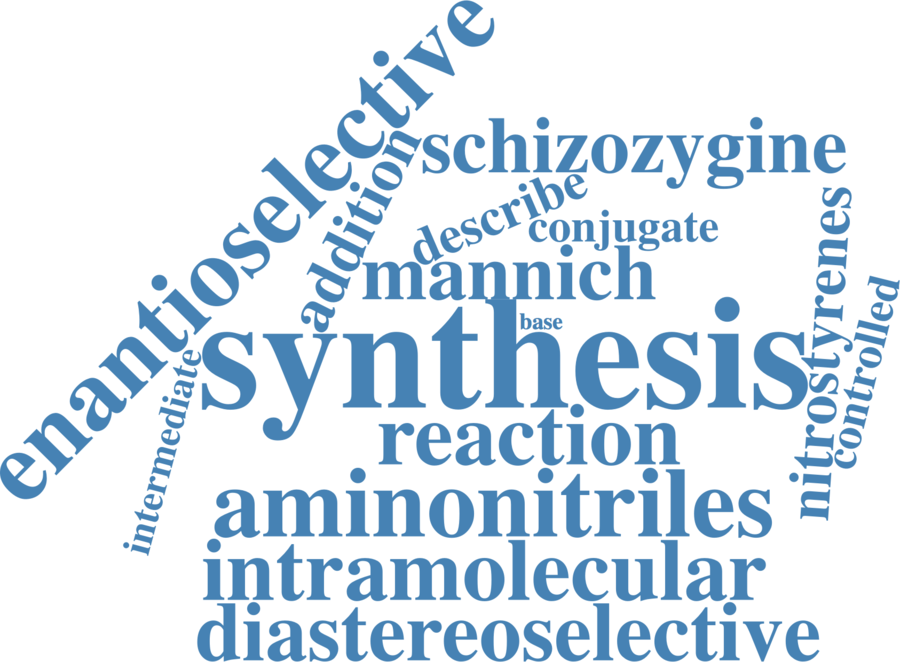 enantioselective
schizozygine
addition
describe
conjugate
mannich
nitrostyrenes
controlled
base
synthesis
intermediate
reaction
aminonitriles
intramolecular
diastereoselective